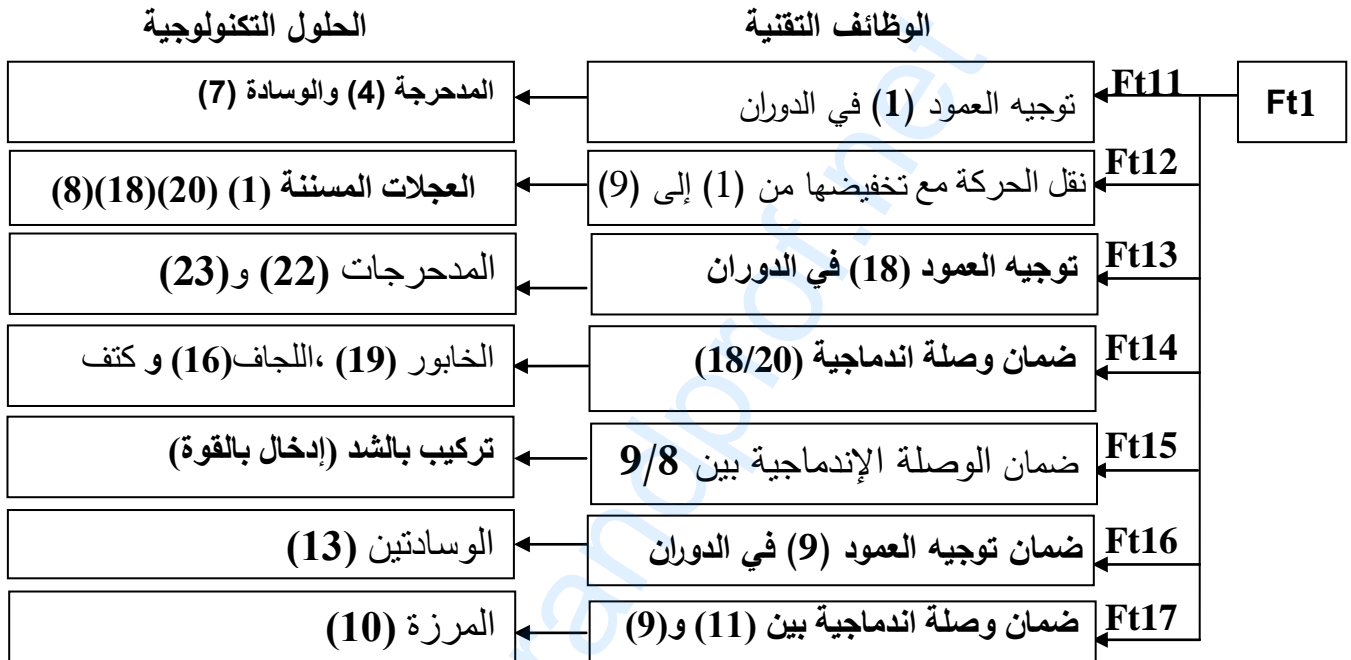 الوظائف التقنية
الحلول التكنولوجية
Ft1
Ft11
توجيه العمود (1) في الدوران
المدحرجة (4) والوسادة (7)
Ft12
نقل الحركة مع تخفيضها من (1) إلى (9)
العجلات المسننة (1) (20)(18)(8)
Ft13
توجيه العمود (18) في الدوران
المدحرجات (22) و(23)
Ft14
ضمان وصلة اندماجية (18/20)
الخابور (19) ،اللجاف(16) و كتف
Ft15
ضمان الوصلة الإندماجية بين 9/8
تركيب بالشد (إدخال بالقوة)
Ft16
ضمان توجيه العمود (9) في الدوران
الوسادتين (13)
Ft17
ضمان وصلة اندماجية بين (11) و(9)
المرزة (10)